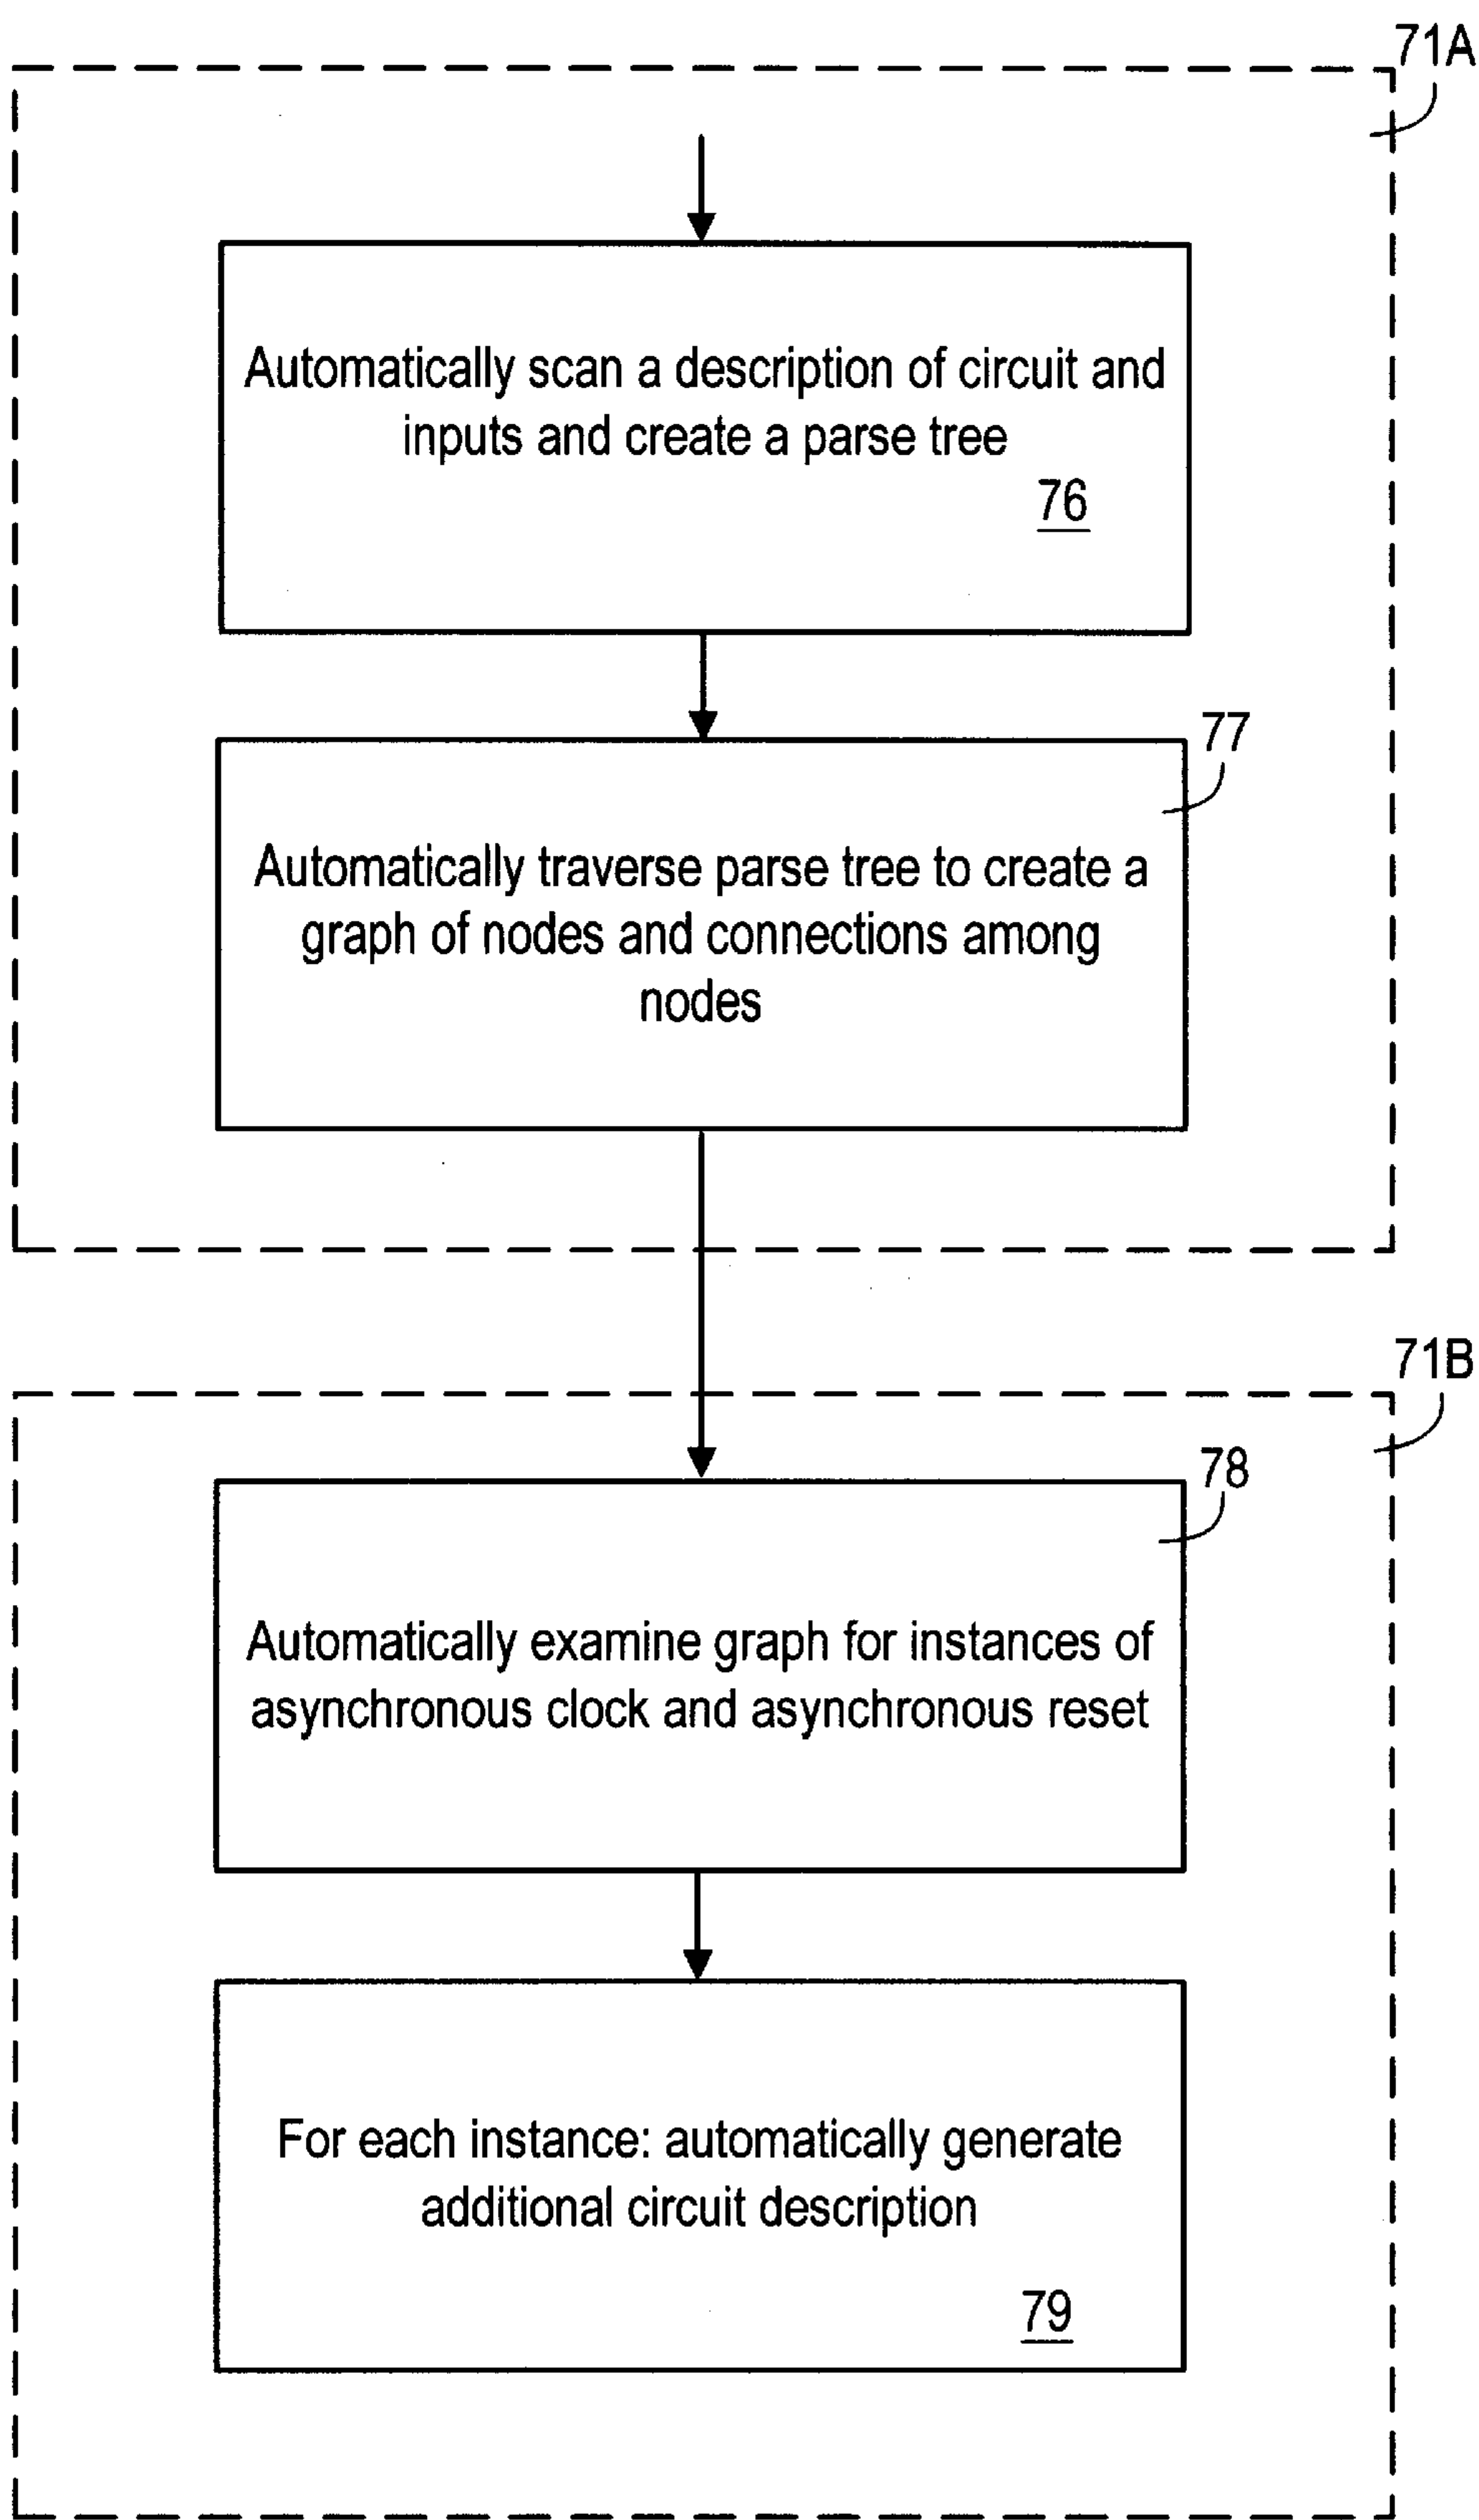 71A
Automatically scan a description of circuit and
inputs and create a parse tree
76
77
Automatically traverse parse tree to create a
graph of nodes and connections among
nodes
71B
78
Automatically examine graph for instances of
asynchronous clock and asynchronous reset
For each instance: automatically generate
additional circuit description
79